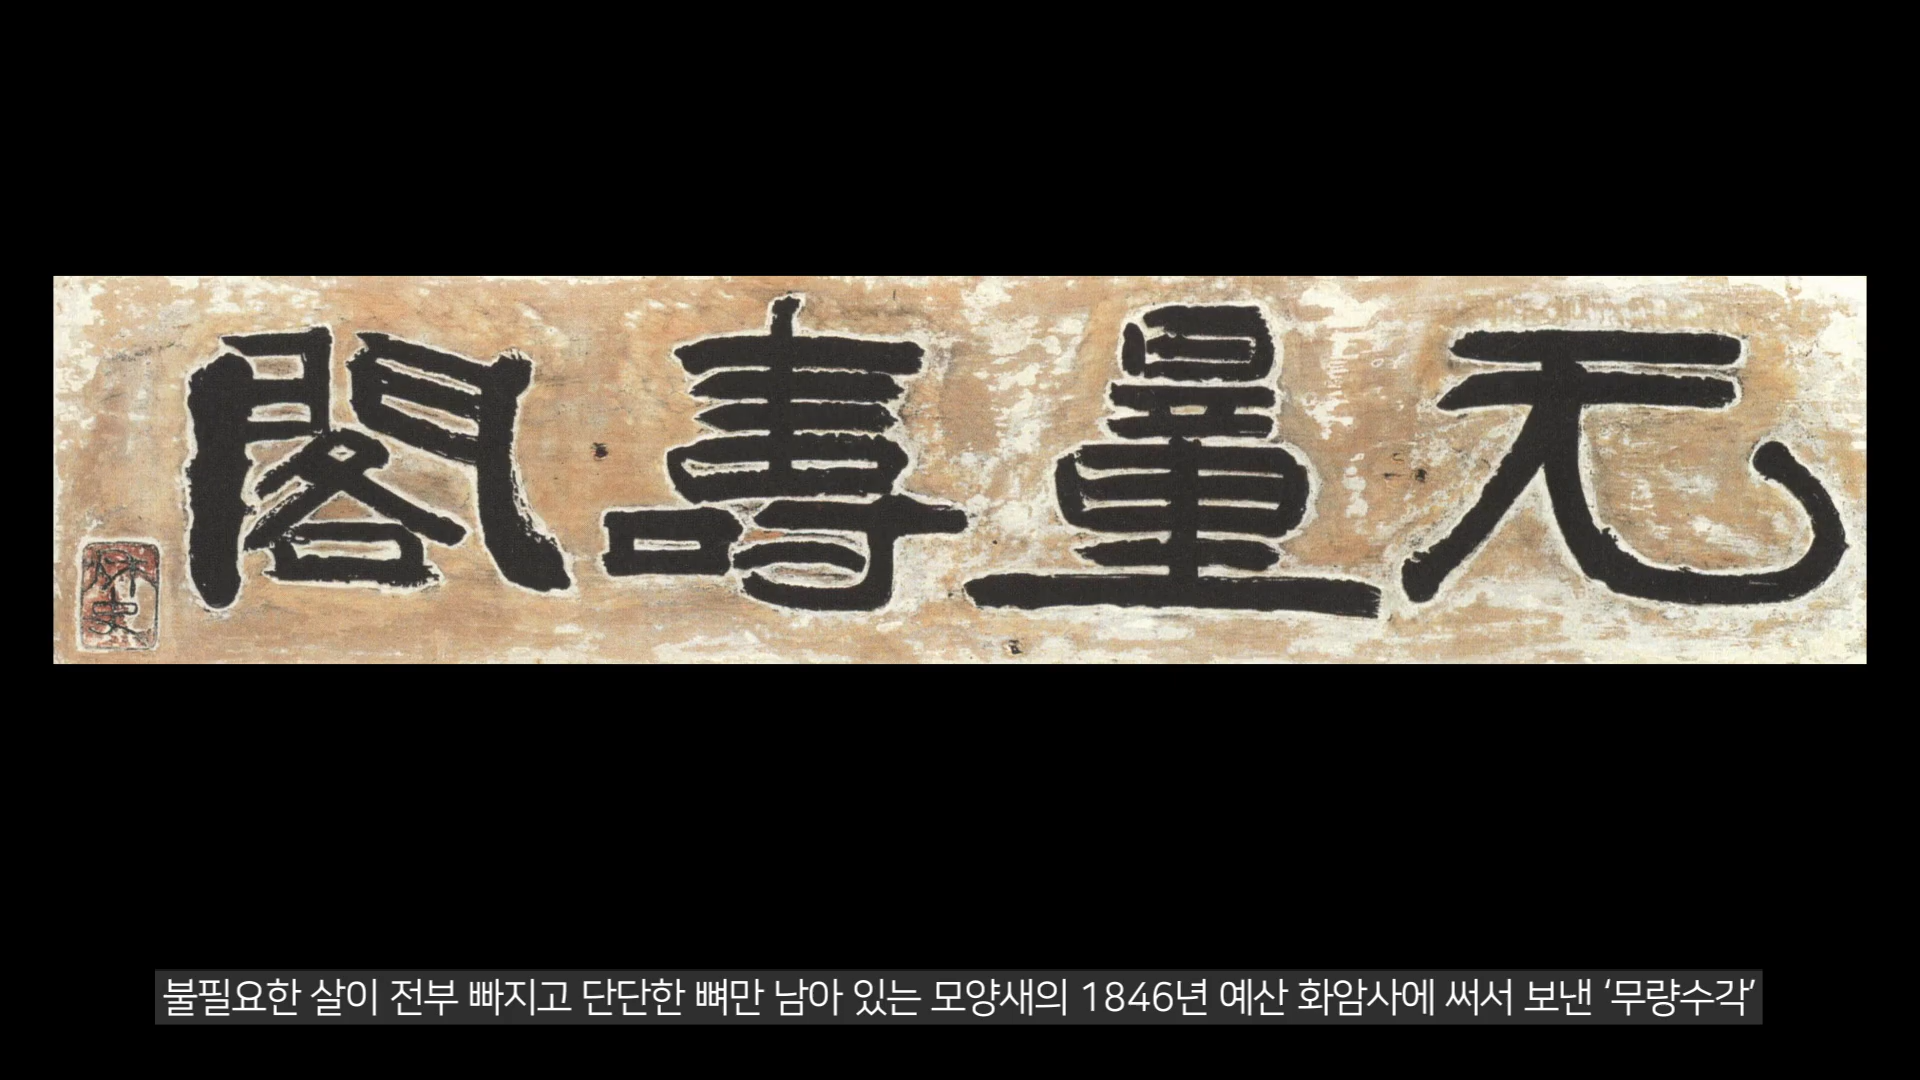 无量壽閣
불필요한 살이 전부 빠지고 단단한 뼈만 남아 있는 모양새의 1846년 예산 화암사에 써서 보낸 ‘무량수각’